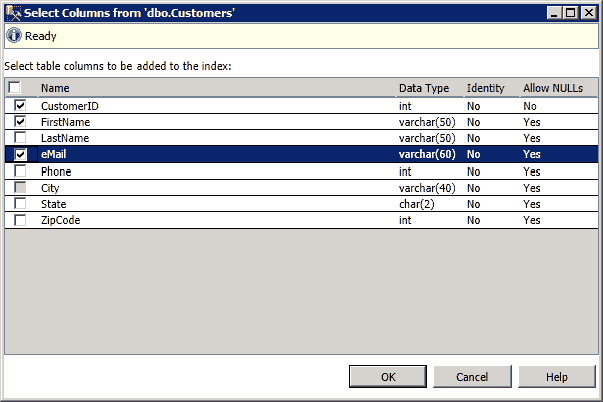 Select Columns from 'dbo.Customers'
Ready
Select table columns to be added to the index:
Name Data Type Identity Allow NULLs
CustomerID int No No
FirstName varchar(50) No Yes
LastName varchar(50) No Yes
eMail varchar(60) No Yes
Phone int No Yes
City varchar(40) No Yes
State char(2) No Yes
ZipCode int No Yes
OK Cancel Help